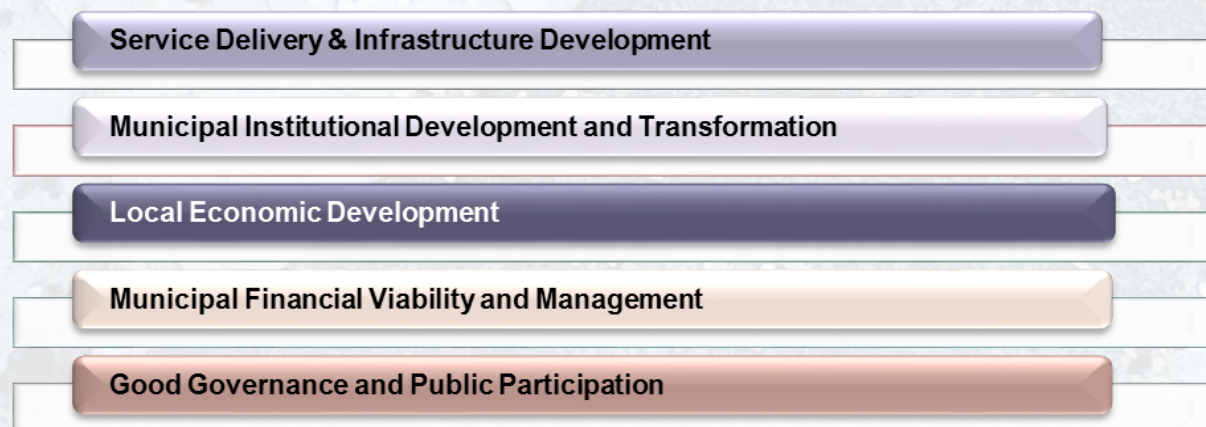 Service Delivery & Infrastructure Development
Municipal Institutional Development and Transformation
Local Economic Development
Municipal Financial Viability and Management
Good Governance and Public Participation